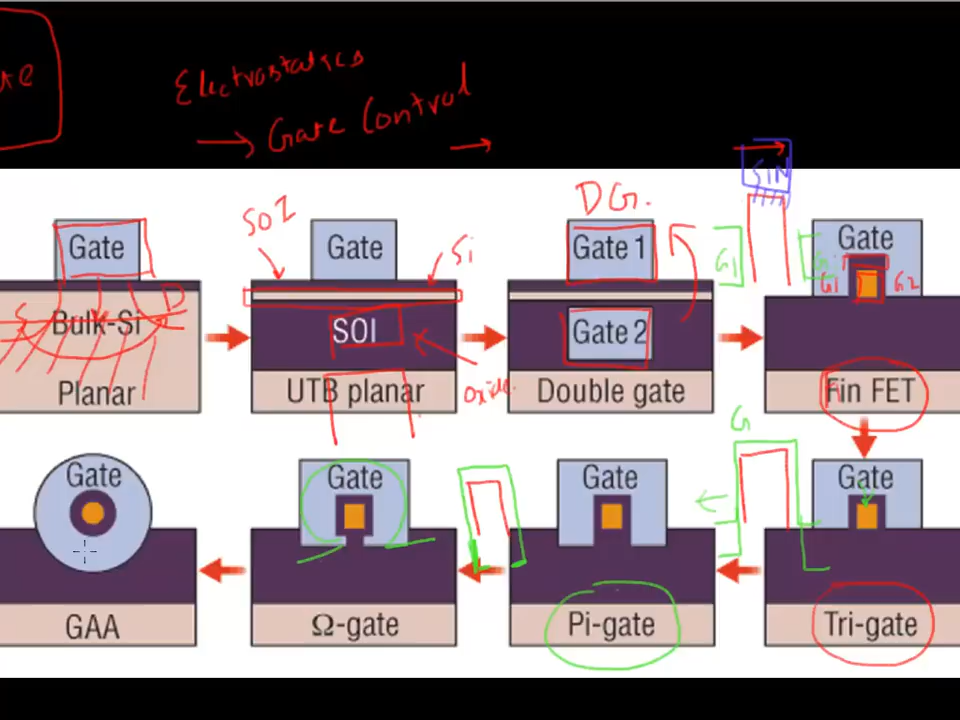 Electrostatics
→ Gate Control →
SIN
SOI
DG.
Si
Gate
Gate
Gate 1
G1
Gate
G1
G2
S
D
Bulk-Si
SOI
Gate 2
Planar
UTB planar
oxide.
Double gate
Fin FET
G
Gate
Gate
Gate
Gate
GAA
Ω-gate
Pi-gate
Tri-gate